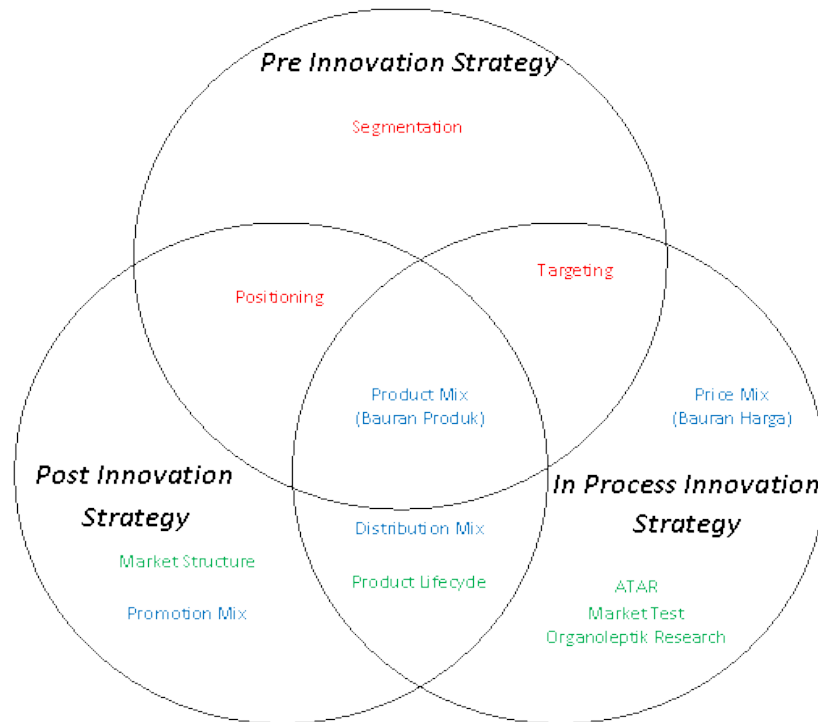 Pre Innovation Strategy
Segmentation
Targeting
Positioning
Product Mix
(Bauran Produk)
Price Mix
(Bauran Harga)
Post Innovation
Strategy
In Process Innovation
Strategy
Distribution Mix
Product Lifecyde
Market Structure
Promotion Mix
ATAR
Market Test
Organoleptik Research